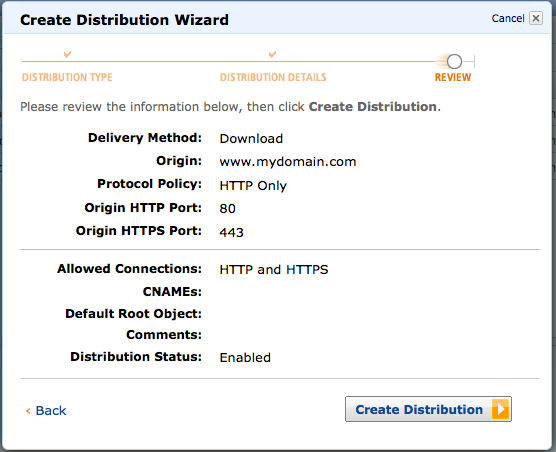 Create Distribution Wizard
Cancel
DISTRIBUTION TYPE
DISTRIBUTION DETAILS
REVIEW
Please review the information below, then click Create Distribution.
Delivery Method: Download
Origin: www.mydomain.com
Protocol Policy: HTTP Only
Origin HTTP Port: 80
Origin HTTPS Port: 443
Allowed Connections: HTTP and HTTPS
CNAMEs:
Default Root Object:
Comments:
Distribution Status: Enabled
Back
Create Distribution